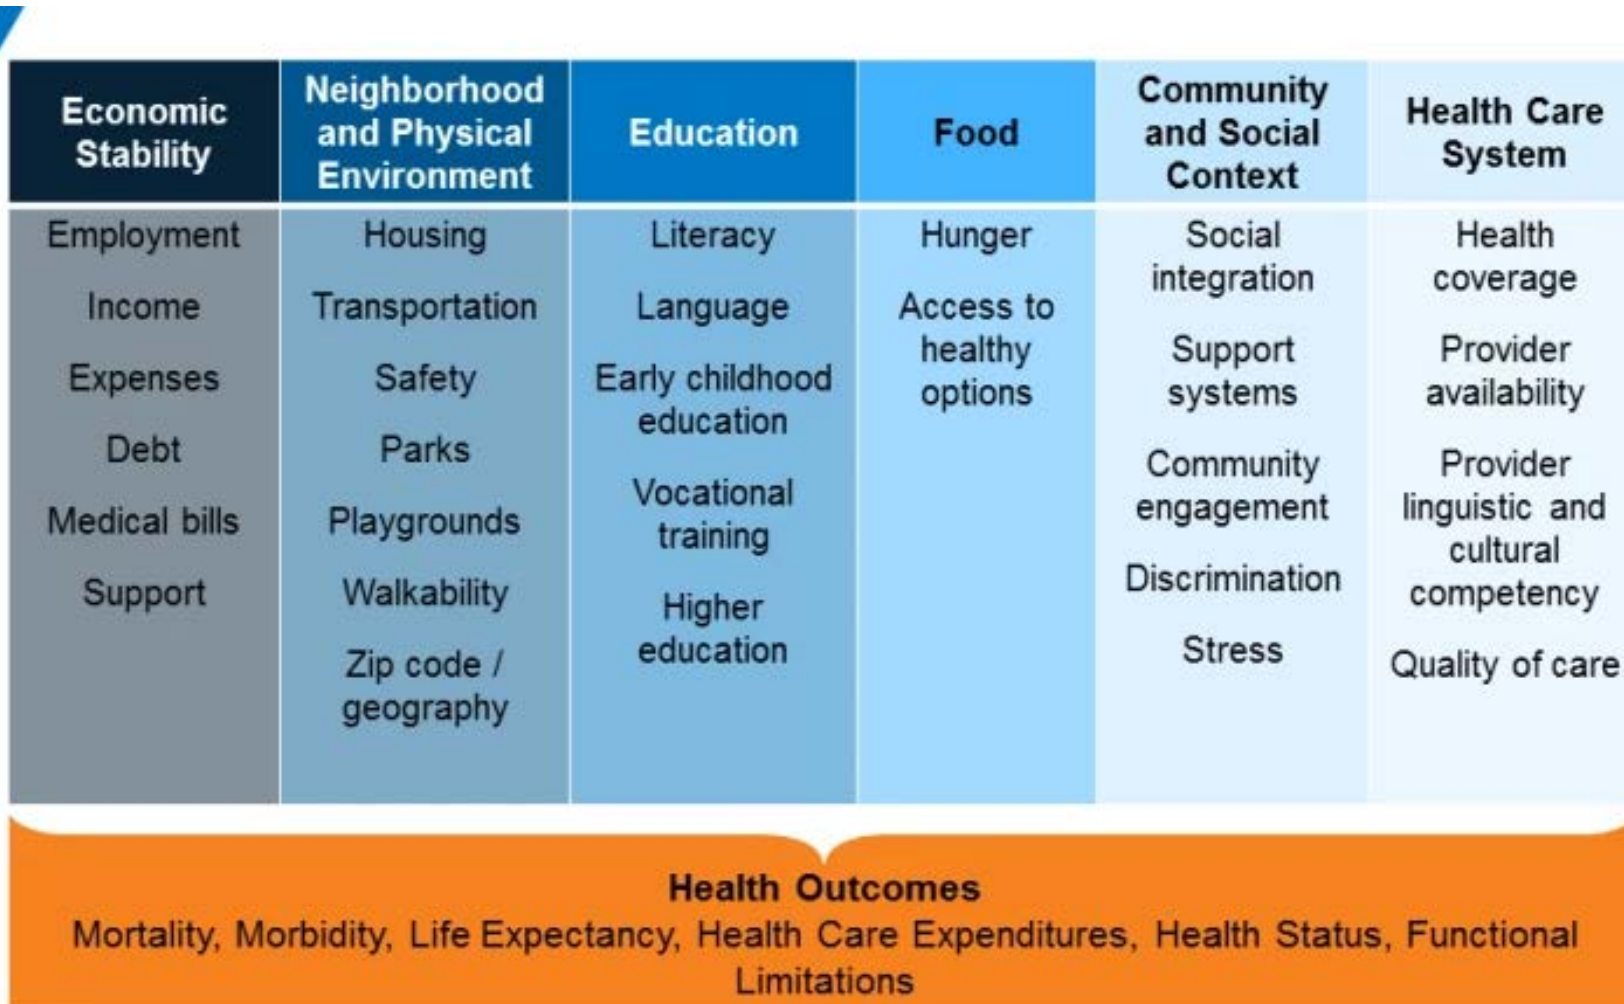 Economic
Stability
Neighborhood
and Physical
Environment
Education
Food
Community
and Social
Context
Health Care
System
Employment
Income
Expenses
Debt
Medical bills
Support
Housing
Transportation
Safety
Parks
Playgrounds
Walkability
Zip code /
geography
Literacy
Language
Early childhood
education
Vocational
training
Higher
education
Hunger
Access to
healthy
options
Social
integration
Support
systems
Community
engagement
Discrimination
Stress
Health
coverage
Provider
availability
Provider
linguistic and
cultural
competency
Quality of care
Health Outcomes
Mortality, Morbidity, Life Expectancy, Health Care Expenditures, Health Status, Functional
Limitations